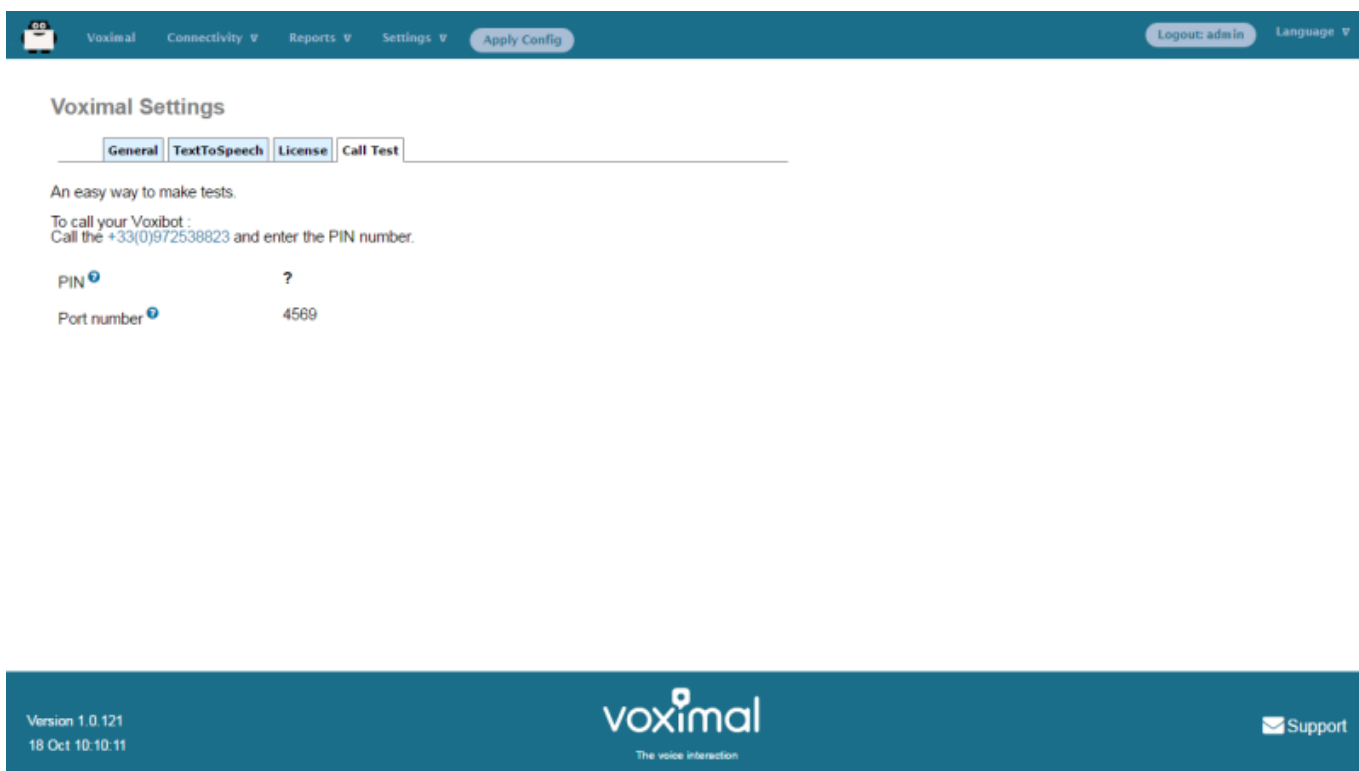 Voximal Connectivity ∇ Reports ∇ Settings ∇ Apply Config Logout: admin Language ∇
Voximal Settings
General TextToSpeech License Call Test
An easy way to make tests.
To call your Voxibot :
Call the +33(0)972538823 and enter the PIN number.
PIN ? ?
Port number ? 4569
Version 1.0.121
18 Oct 10:10:11
voximal
The voice interaction
Support